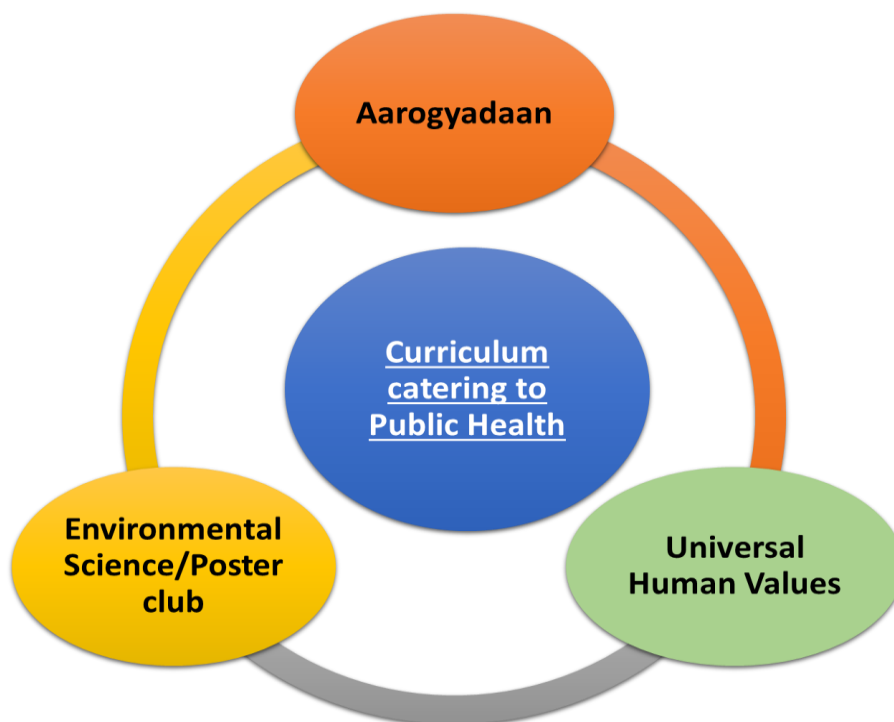 Aarogyadaan
Curriculum
catering to
Public Health
Environmental
Science/Poster
club
Universal
Human Values